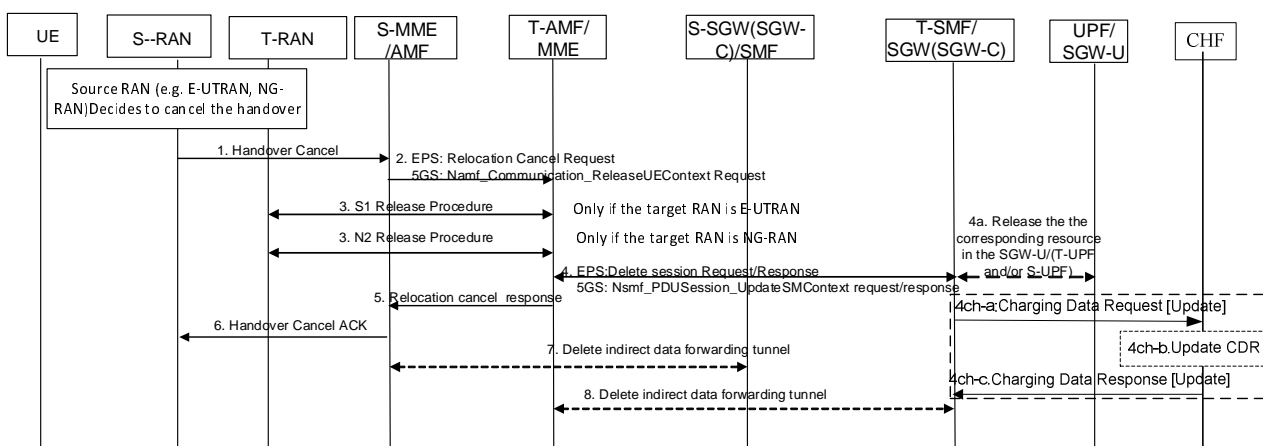 UE
S--RAN
T-RAN
S-MME
/AMF
T-AMF/
MME
S-SGW(SGW-
C)/SMF
T-SMF/
SGW(SGW-C)
UPF/
SGW-U
CHF
Source RAN (e.g. E-UTRAN, NG-
RAN)Decides to cancel the handover
1. Handover Cancel
2. EPS: Relocation Cancel Request
5GS: Namf_Communication_ReleaseUEContext Request
3. S1 Release Procedure
Only if the target RAN is E-UTRAN
3. N2 Release Procedure
Only if the target RAN is NG-RAN
4a. Release the the
corresponding resource
in the SGW-U/(T-UPF
and/or S-UPF)
4. EPS:Delete session Request/Response
5GS: Nsmf_PDUSession_UpdateSMContext request/response
5. Relocation cancel response
4ch-a:Charging Data Request [Update]
6. Handover Cancel ACK
4ch-b.Update CDR
7. Delete indirect data forwarding tunnel
4ch-c.Charging Data Response [Update]
8. Delete indirect data forwarding tunnel